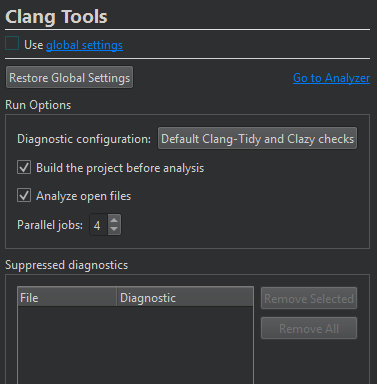 Clang Tools
Use global settings
Restore Global Settings Go to Analyzer
Run Options
Diagnostic configuration: Default Clang-Tidy and Clazy checks
Build the project before analysis
Analyze open files
Parallel jobs: 4
Suppressed diagnostics
File Diagnostic Remove Selected
Remove All